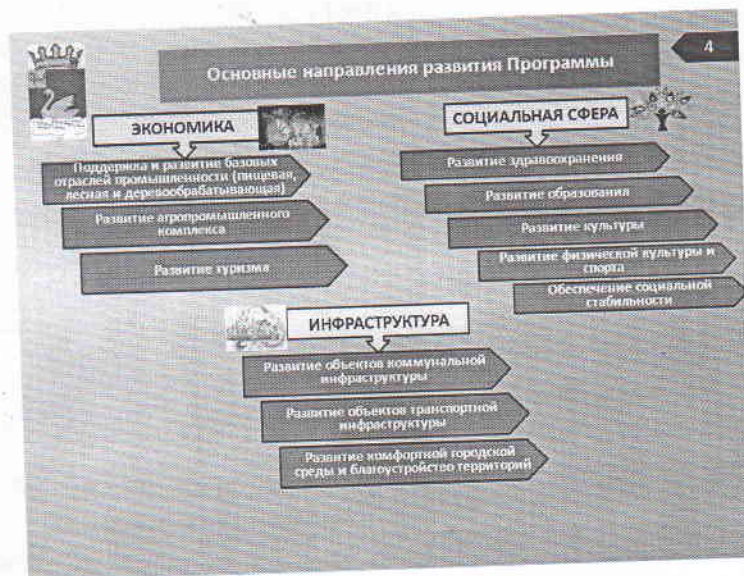 4
Основные направления развития Программы
ЭКОНОМИКА
Поддержка и развитие базовых
отраслей промышленности (пищевая,
лесная и деревообрабатывающая)
Развитие агропромышленного
комплекса
Развитие туризма
СОЦИАЛЬНАЯ СФЕРА
Развитие здравоохранения
Развитие образования
Развитие культуры
Развитие физической культуры и
спорта
Обеспечение социальной
стабильности
ИНФРАСТРУКТУРА
Развитие объектов коммунальной
инфраструктуры
Развитие объектов транспортной
инфраструктуры
Развитие комфортной городской
среды и благоустройство территорий